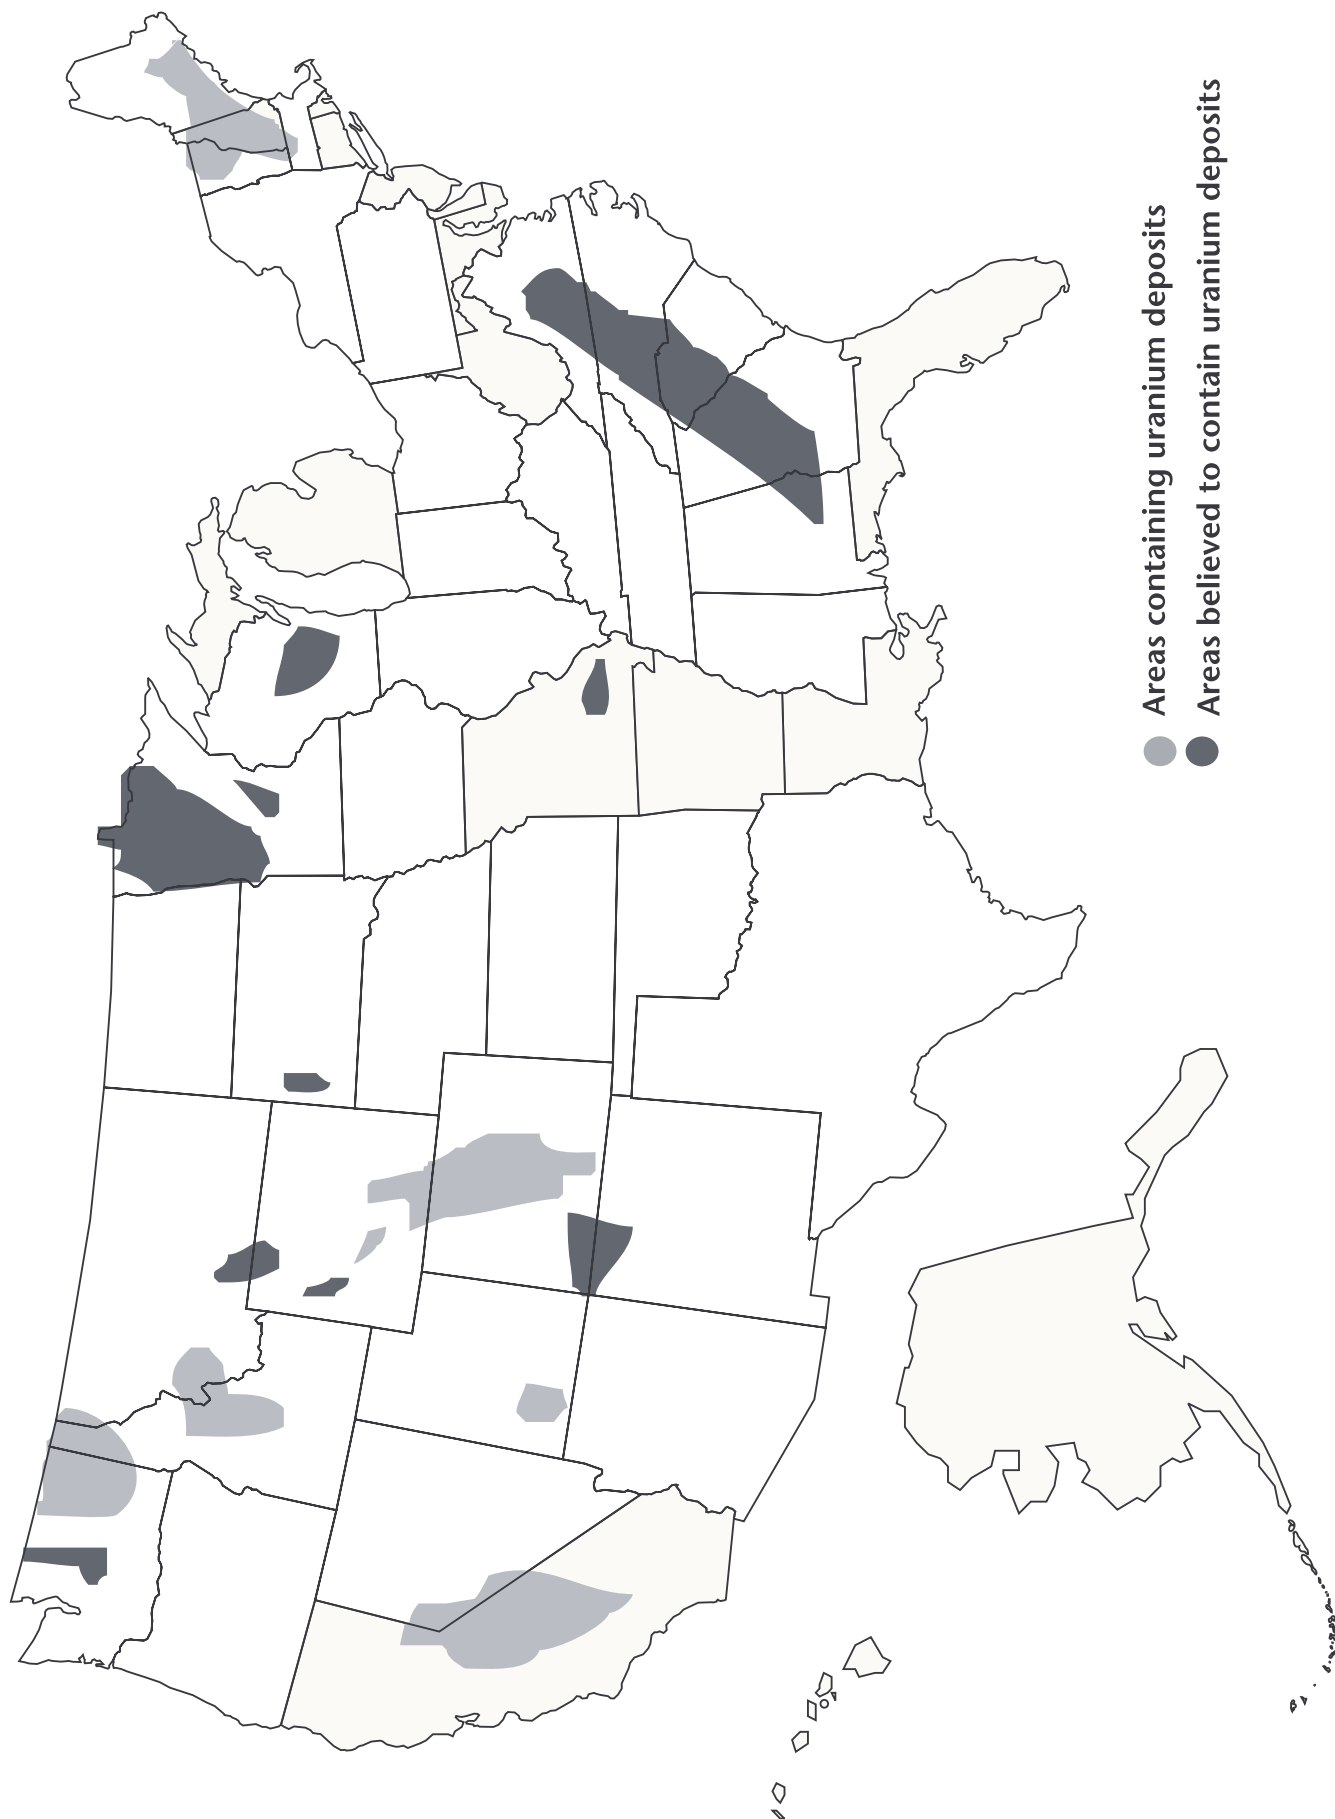 Areas containing uranium deposits
Areas believed to contain uranium deposits